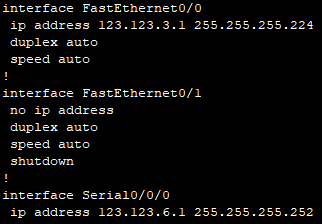 interface FastEthernet0/0
 ip address 123.123.3.1 255.255.255.224
 duplex auto
 speed auto
!
interface FastEthernet0/1
 no ip address
 duplex auto
 speed auto
 shutdown
!
interface Serial0/0/0
 ip address 123.123.6.1 255.255.255.252